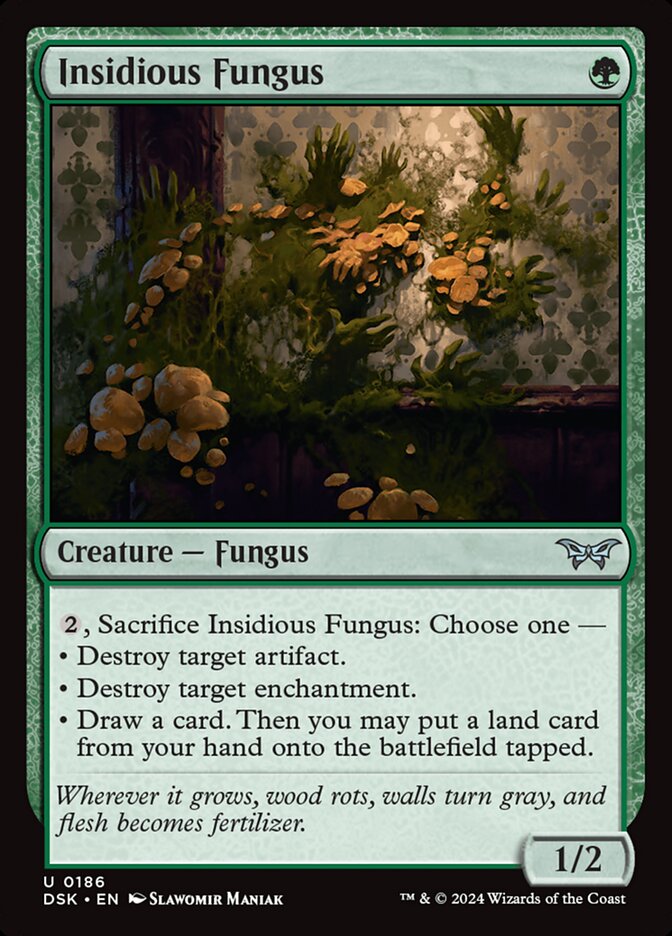 Insidious Fungus
Creature — Fungus
2, Sacrifice Insidious Fungus: Choose one —
• Destroy target artifact.
• Destroy target enchantment.
• Draw a card. Then you may put a land card
from your hand onto the battlefield tapped.
Wherever it grows, wood rots, walls turn gray, and
flesh becomes fertilizer.
1/2
U 0186
DSK • EN Slawomir Maniak
™ & © 2024 Wizards of the Coast